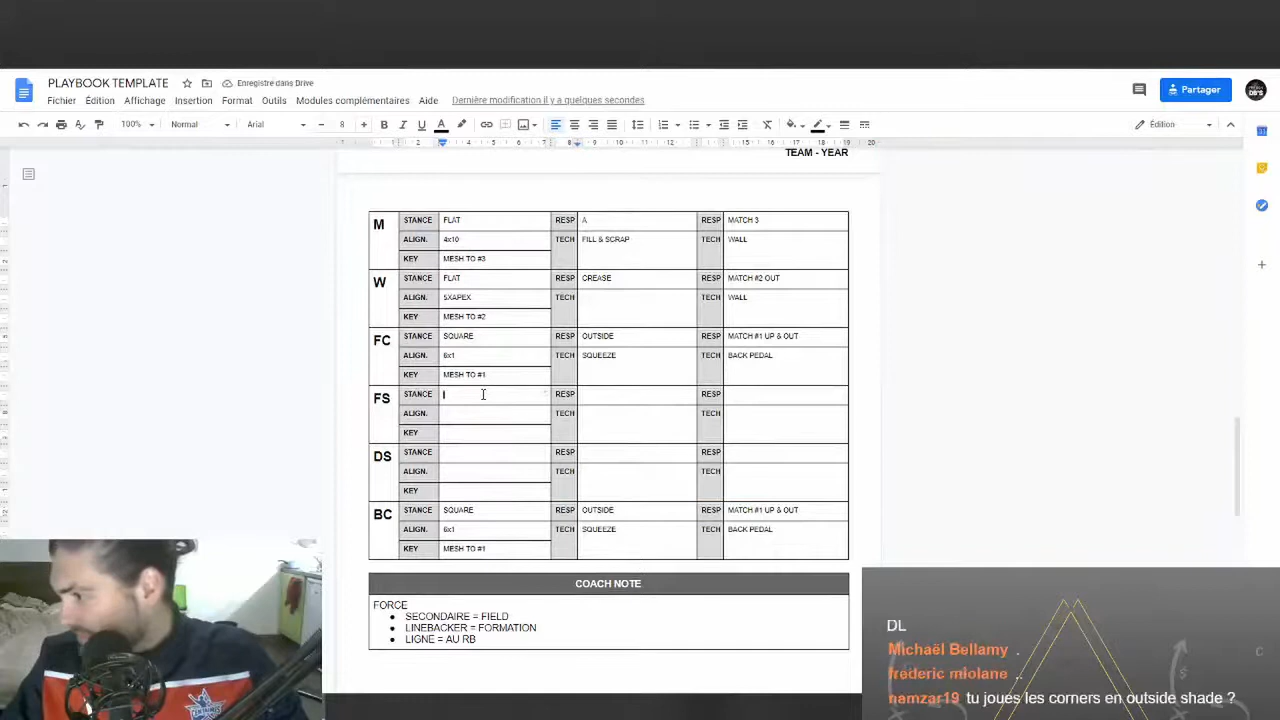 PLAYBOOK TEMPLATE
Enregistré dans Drive
Fichier Édition Affichage Insertion Format Outils Modules complémentaires Aide Dernière modification il y a quelques secondes
Partager
100% Normal Arial 8 Édition
TEAM - YEAR
M STANCE FLAT RESP A RESP MATCH 3
ALIGN. 4x10 TECH FILL & SCRAP TECH WALL
KEY MESH TO #3
W STANCE FLAT RESP CREASE RESP MATCH #2 OUT
ALIGN. 5XAPEX TECH TECH WALL
KEY MESH TO #2
FC STANCE SQUARE RESP OUTSIDE RESP MATCH #1 UP & OUT
ALIGN. 6x1 TECH SQUEEZE TECH BACK PEDAL
KEY MESH TO #1
FS STANCE RESP RESP
ALIGN. TECH TECH
KEY
DS STANCE RESP RESP
ALIGN. TECH TECH
KEY
BC STANCE SQUARE RESP OUTSIDE RESP MATCH #1 UP & OUT
ALIGN. 6x1 TECH SQUEEZE TECH BACK PEDAL
KEY MESH TO #1
COACH NOTE
FORCE
● SECONDAIRE = FIELD
● LINEBACKER = FORMATION
● LIGNE = AU RB
DL
Michaël Bellamy .
frederic miolane ..
namzar19 tu joues les corners en outside shade ?